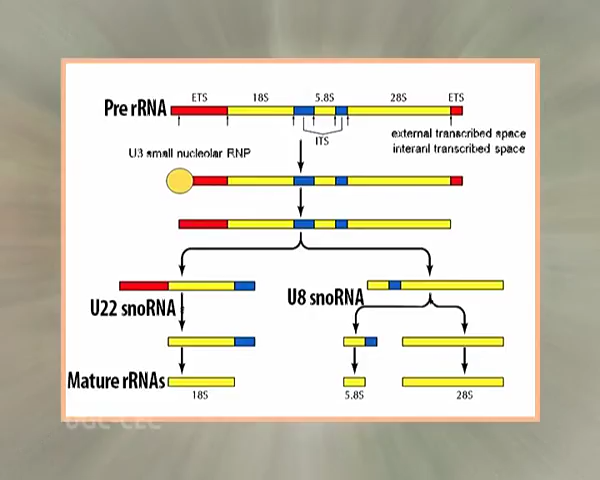 ETS 18S 5.8S 28S ETS
Pre rRNA
ITS
external transcribed space
interanl transcribed space
U3 small nucleolar RNP
U22 snoRNA
U8 snoRNA
Mature rRNAs
18S 5.8S 28S